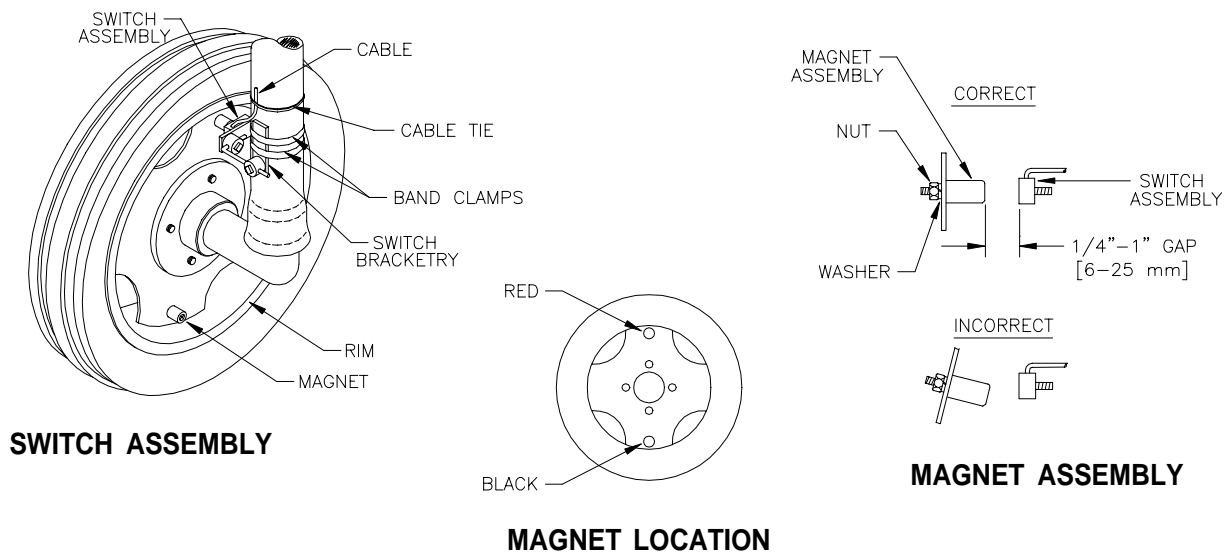 SWITCH
ASSEMBLY
CABLE
CABLE TIE
BAND CLAMPS
SWITCH
BRACKETRY
RIM
MAGNET
SWITCH ASSEMBLY
RED
BLACK
MAGNET LOCATION
MAGNET
ASSEMBLY
CORRECT
NUT
SWITCH
ASSEMBLY
WASHER
1/4"–1" GAP
[6–25 mm]
INCORRECT
MAGNET ASSEMBLY